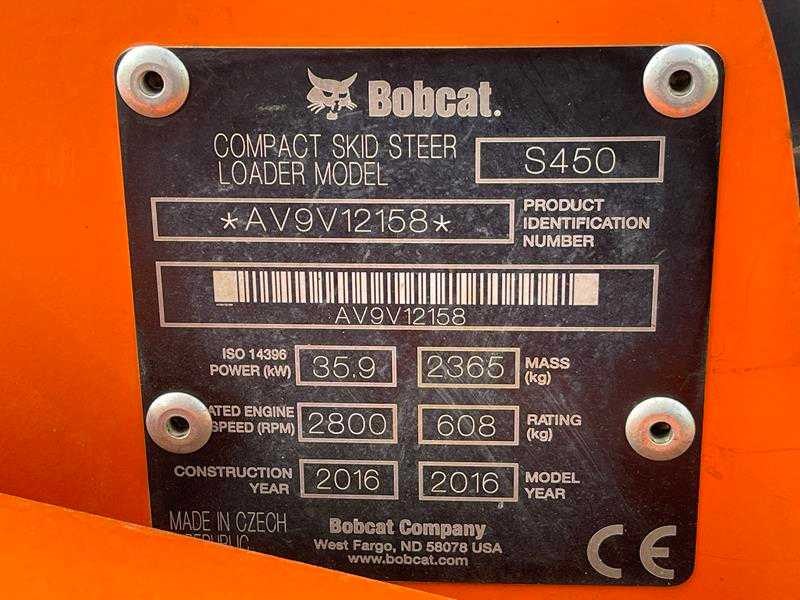 Bobcat.
COMPACT SKID STEER
LOADER MODEL
S450
*AV9V12158*
PRODUCT
IDENTIFICATION
NUMBER
AV9V12158
ISO 14396
POWER (kW)
35.9
2365
MASS
(kg)
ATED ENGINE
SPEED (RPM)
2800
608
RATING
(kg)
CONSTRUCTION
YEAR
2016
2016
MODEL
YEAR
MADE IN CZECH
REPUBLIC
Bobcat Company
West Fargo, ND 58078 USA
www.bobcat.com
CE